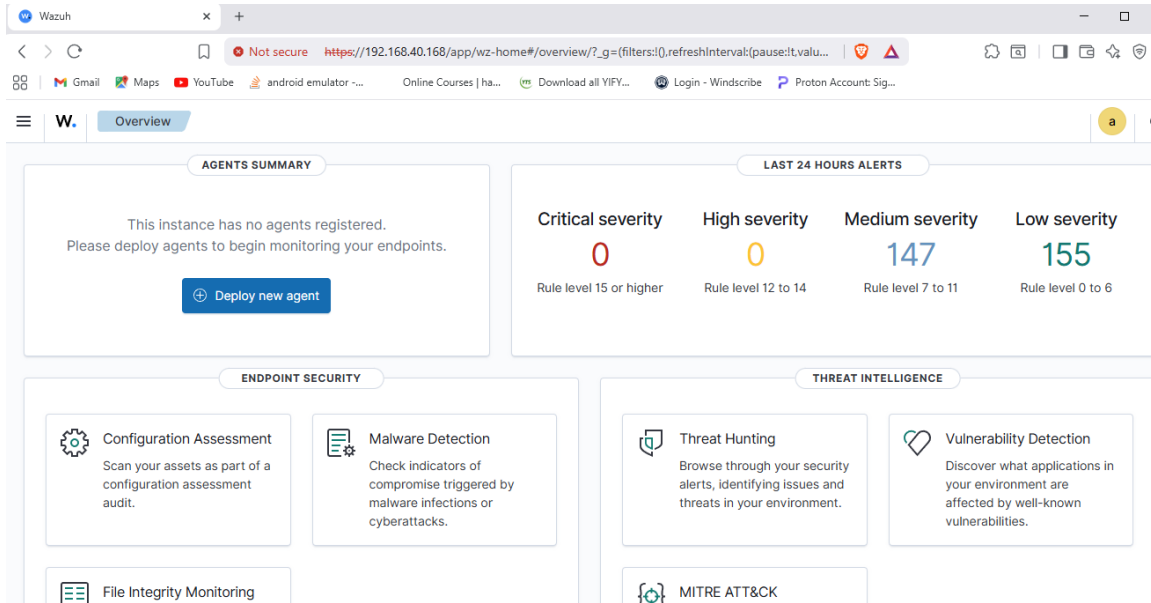 Wazuh
Not secure https://192.168.40.168/app/wz-home#/overview/?_g=(filters:!(),refreshInterval:(pause:!t,valu...
Gmail Maps YouTube android emulator -... Online Courses | ha... Download all YIFY... Login - Windscribe Proton Account: Sig...
W. Overview a
AGENTS SUMMARY
This instance has no agents registered.
Please deploy agents to begin monitoring your endpoints.
Deploy new agent
LAST 24 HOURS ALERTS
Critical severity High severity Medium severity Low severity
0 0 147 155
Rule level 15 or higher Rule level 12 to 14 Rule level 7 to 11 Rule level 0 to 6
ENDPOINT SECURITY
Configuration Assessment
Scan your assets as part of a
configuration assessment
audit.
Malware Detection
Check indicators of
compromise triggered by
malware infections or
cyberattacks.
File Integrity Monitoring
THREAT INTELLIGENCE
Threat Hunting
Browse through your security
alerts, identifying issues and
threats in your environment.
Vulnerability Detection
Discover what applications in
your environment are
affected by well-known
vulnerabilities.
MITRE ATT&CK